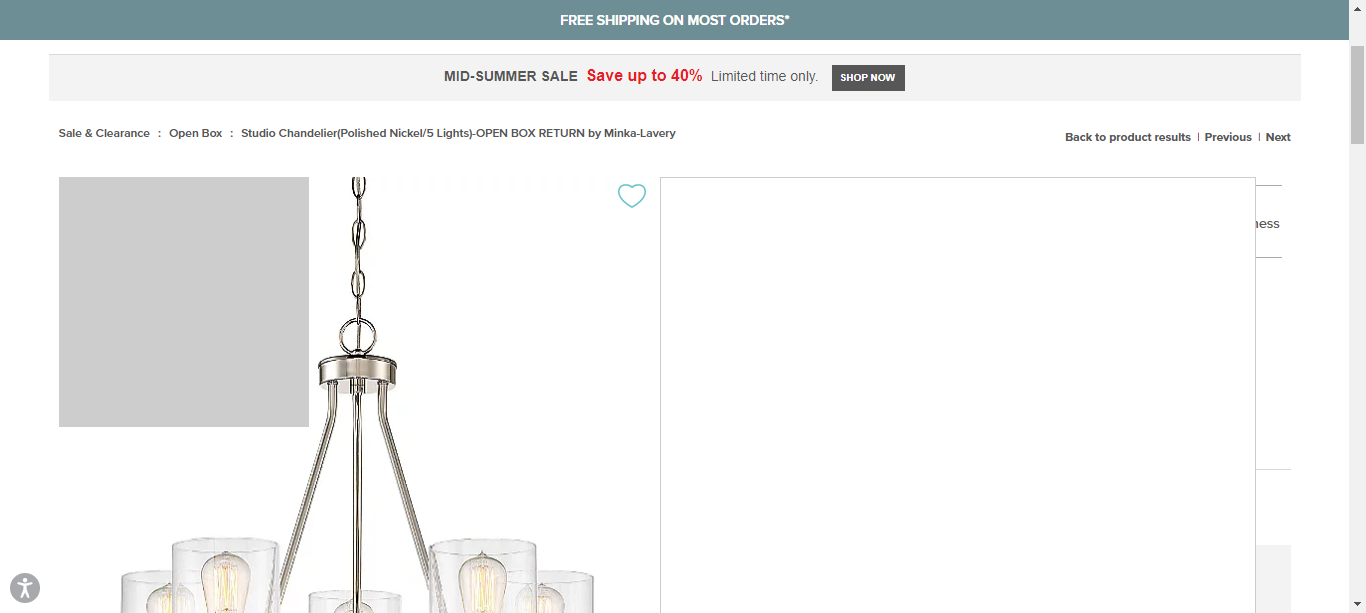 FREE SHIPPING ON MOST ORDERS*
MID-SUMMER SALE Save up to 40% Limited time only. SHOP NOW
Sale & Clearance : Open Box : Studio Chandelier(Polished Nickel/5 Lights)-OPEN BOX RETURN by Minka-Lavery
Back to product results | Previous | Next